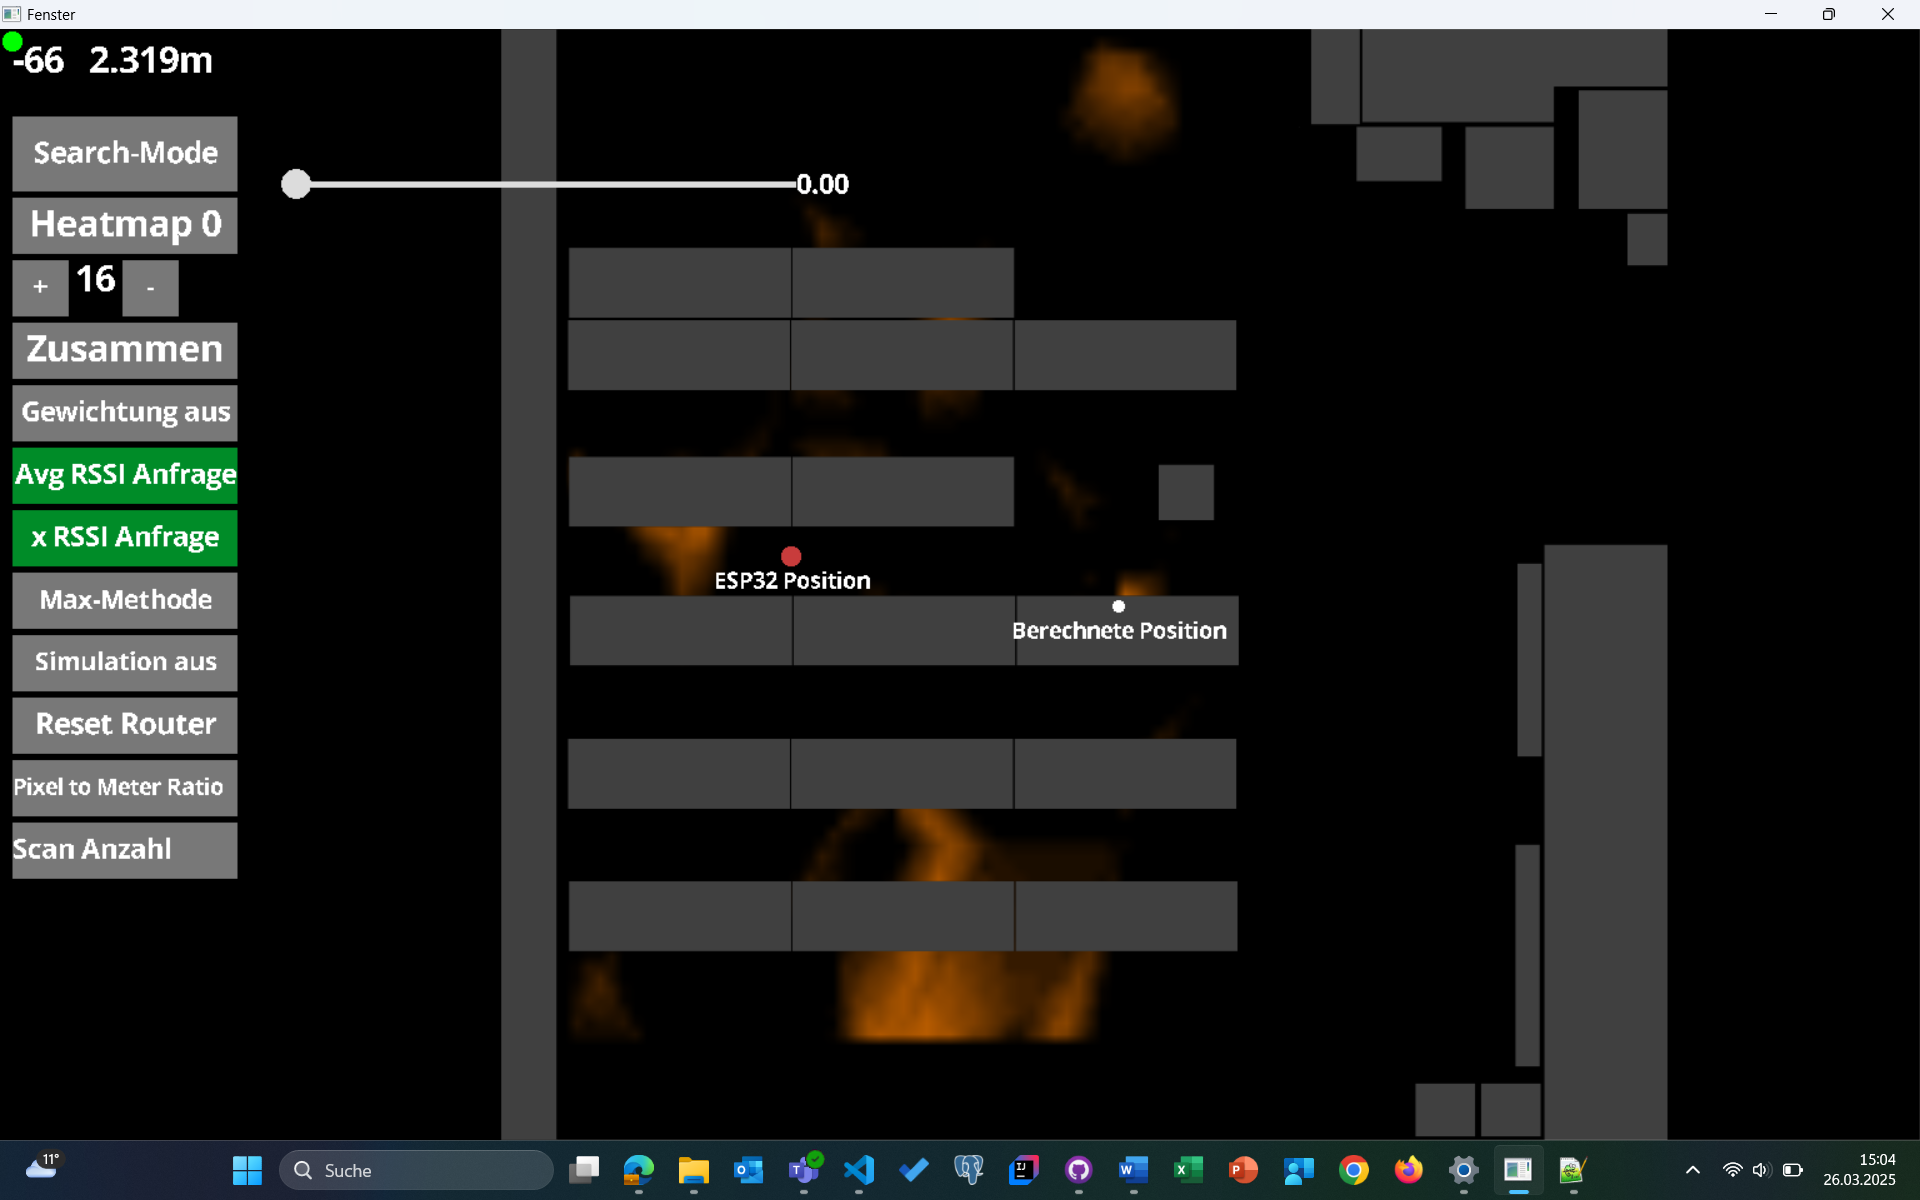 Fenster
-66 2.319m
Search-Mode
0.00
Heatmap 0
+ 16 -
Zusammen
Gewichtung aus
Avg RSSI Anfrage
x RSSI Anfrage
ESP32 Position
Max-Methode
Berechnete Position
Simulation aus
Reset Router
Pixel to Meter Ratio
Scan Anzahl
11°
Suche
15:04
26.03.2025